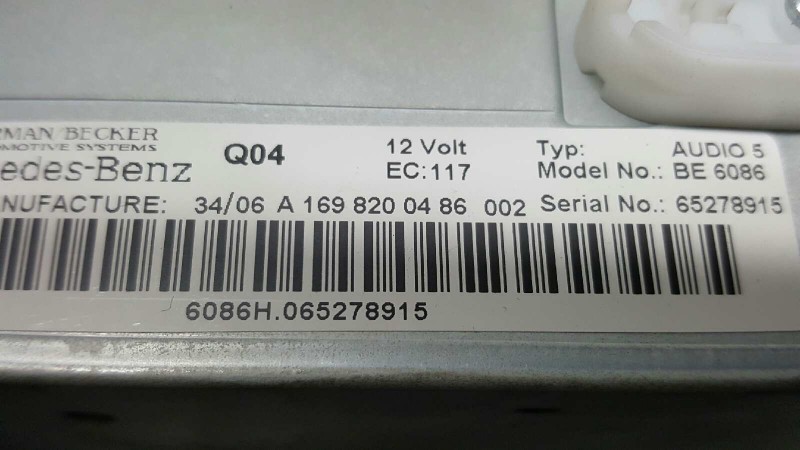 RMAN/BECKER
OMOTIVE SYSTEMS
edes-Benz Q04 12 Volt Typ: AUDIO 5
EC:117 Model No.: BE 6086
NUFACTURE: 34/06 A 169 820 04 86 002 Serial No.: 65278915
6086H.065278915